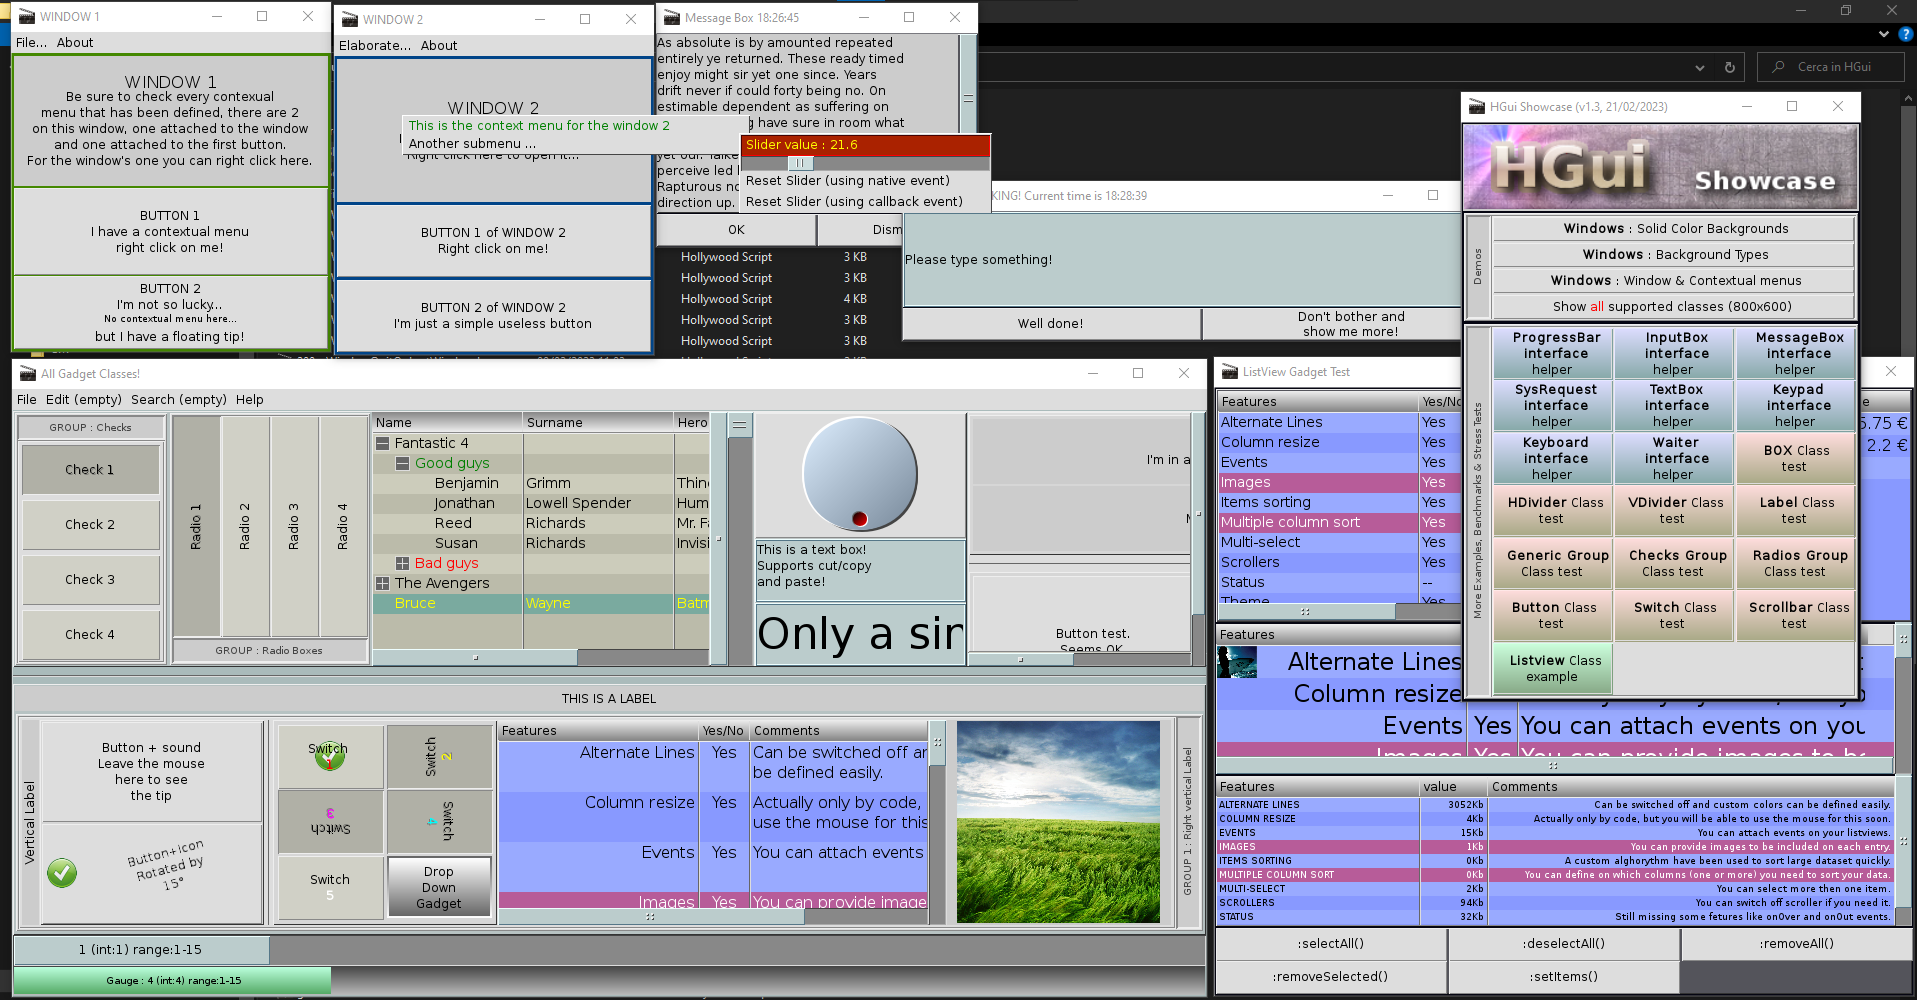 WINDOW 1
File...  About
WINDOW 1
Be sure to check every contexual
menu that has been defined, there are 2
on this window, one attached to the window
and one attached to the first button.
For the window's one you can right click here.
BUTTON 1
I have a contextual menu
right click on me!
BUTTON 2
I'm not so lucky...
No contextual menu here...
but I have a floating tip!
WINDOW 2
Elaborate...  About
WINDOW 2
This is the context menu for the window 2
Another submenu ...
Right click here to open it...
BUTTON 1 of WINDOW 2
Right click on me!
BUTTON 2 of WINDOW 2
I'm just a simple useless button
Message Box 18:26:45
As absolute is by amounted repeated
entirely ye returned. These ready timed
enjoy might sir yet one since. Years
drift never if could forty being no. On
estimable dependent as suffering on
have sure in room what
perceive led
Rapturous
direction up.
OK
Dism
Slider value : 21.6
Reset Slider (using native event)
Reset Slider (using callback event)
Hollywood Script  3 KB
Hollywood Script  3 KB
Hollywood Script  4 KB
Hollywood Script  3 KB
Hollywood Script  3 KB
KING! Current time is 18:28:39
Please type something!
Well done!
Don't bother and
show me more!
Cerca in HGui
HGui Showcase (v1.3, 21/02/2023)
HGui Showcase
Demos
Windows : Solid Color Backgrounds
Windows : Background Types
Windows : Window & Contextual menus
Show all supported classes (800x600)
More Examples, Benchmarks & Stress Tests
ProgressBar
interface
helper
InputBox
interface
helper
MessageBox
interface
helper
SysRequest
interface
helper
TextBox
interface
helper
Keypad
interface
helper
Keyboard
interface
helper
Waiter
interface
helper
BOX Class
test
HDivider Class
test
VDivider Class
test
Label Class
test
Generic Group
Class test
Checks Group
Class test
Radios Group
Class test
Button Class
test
Switch Class
test
Scrollbar Class
test
Listview Class
example
All Gadget Classes!
File  Edit (empty)  Search (empty)  Help
GROUP : Checks
Check 1
Check 2
Check 3
Check 4
Radio 1
Radio 2
Radio 3
Radio 4
GROUP : Radio Boxes
Name  Surname  Hero
Fantastic 4
Good guys
Benjamin  Grimm  Thin
Jonathan  Lowell Spender  Hum
Reed  Richards  Mr. F
Susan  Richards  Invisi
Bad guys
The Avengers
Bruce  Wayne  Batm
This is a text box!
Supports cut/copy
and paste!
Only a sin
I'm in a
Button test.
Seems OK
THIS IS A LABEL
Vertical Label
Button + sound
Leave the mouse
here to see
the tip
Button+icon
Rotated by
15°
Switch
1
Switch
2
Switch
3
Switch
4
Switch
5
Drop
Down
Gadget
Features  Yes/No  Comments
Alternate Lines  Yes  Can be switched off an
be defined easily.
Column resize  Yes  Actually only by code,
use the mouse for this
Events  Yes  You can attach events
Images  Yes  You can provide image
GROUP 1 : Right vertical Label
1 (int:1) range:1-15
Gauge : 4 (int:4) range:1-15
ListView Gadget Test
Features  Yes/No
Alternate Lines  Yes
Column resize  Yes
Events  Yes
Images  Yes
Items sorting  Yes
Multiple column sort  Yes
Multi-select  Yes
Scrollers  Yes
Status  --
Theme
5.75 €
2.2 €
Features
Alternate Lines
Column resize
Events  Yes  You can attach events on you
Images  Yes  You can provide images to be
Features  value  Comments
ALTERNATE LINES  3052Kb  Can be switched off and custom colors can be defined easily.
COLUMN RESIZE  4Kb  Actually only by code, but you will be able to use the mouse for this soon.
EVENTS  15Kb  You can attach events on your listviews.
IMAGES  1Kb  You can provide images to be included on each entry.
ITEMS SORTING  0Kb  A custom alghorythm have been used to sort large dataset quickly.
MULTIPLE COLUMN SORT  0Kb  You can define on which columns (one or more) you need to sort your data.
MULTI-SELECT  2Kb  You can select more then one item.
SCROLLERS  94Kb  You can switch off scroller if you need it.
STATUS  32Kb  Still missing some fetures like onOver and onOut events.
:selectAll()
:deselectAll()
:removeAll()
:removeSelected()
:setItems()